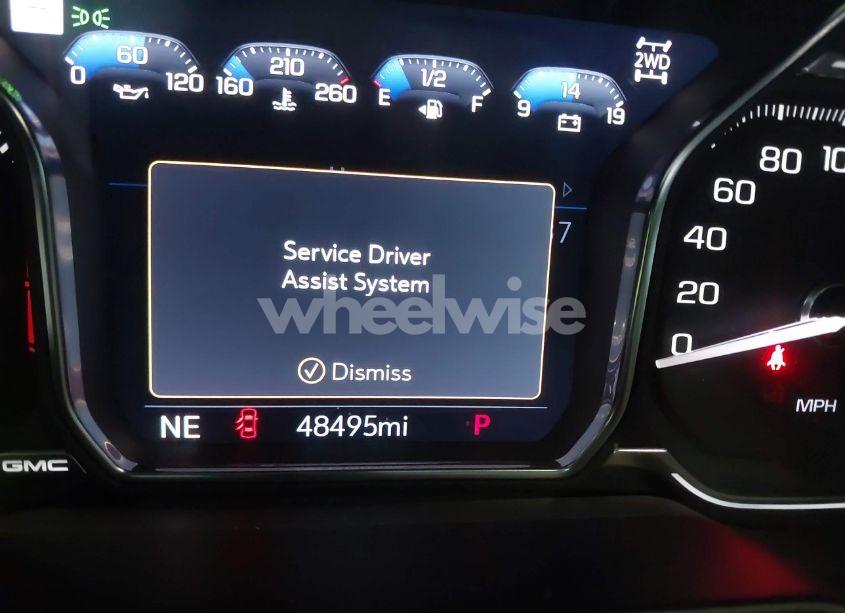 60
0 120
210
160 260
1/2
E F
14
9 19
2WD
7
Service Driver
Assist System
wheelwise
Dismiss
NE 48495mi P
GMC
0
20
40
60
80
MPH